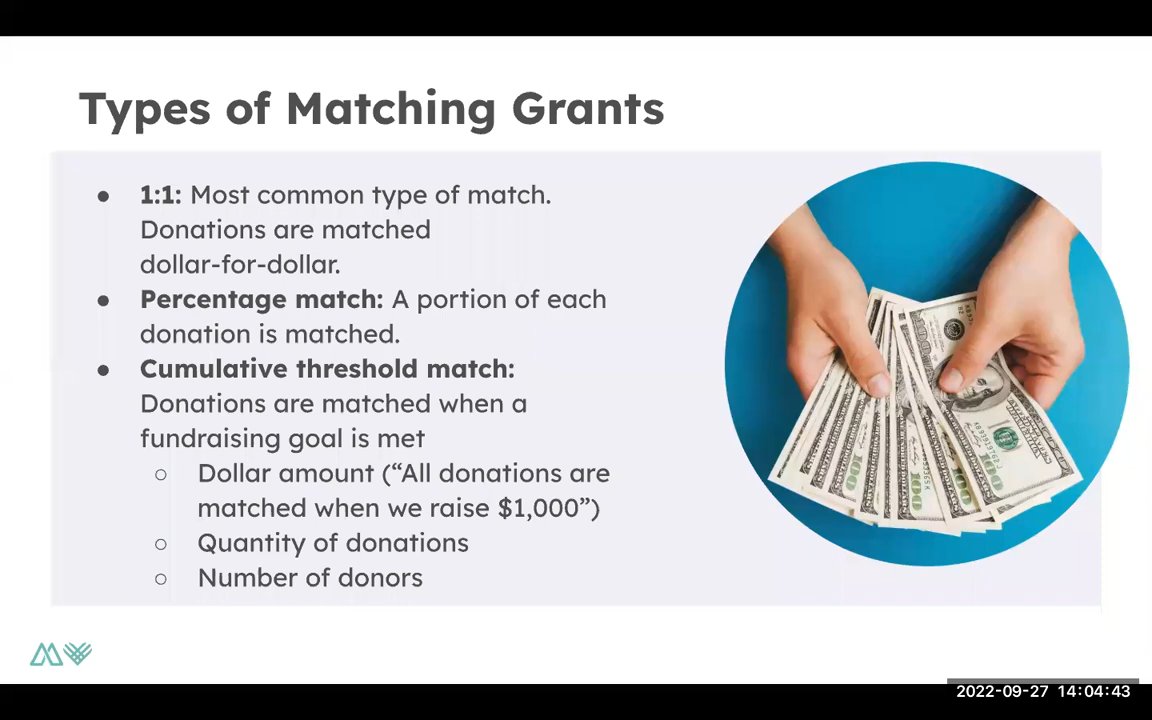 Types of Matching Grants
● 1:1: Most common type of match.
Donations are matched
dollar-for-dollar.
● Percentage match: A portion of each
donation is matched.
● Cumulative threshold match:
Donations are matched when a
fundraising goal is met
○ Dollar amount (“All donations are
matched when we raise $1,000”)
○ Quantity of donations
○ Number of donors
100
100
100
2022-09-27 14:04:43